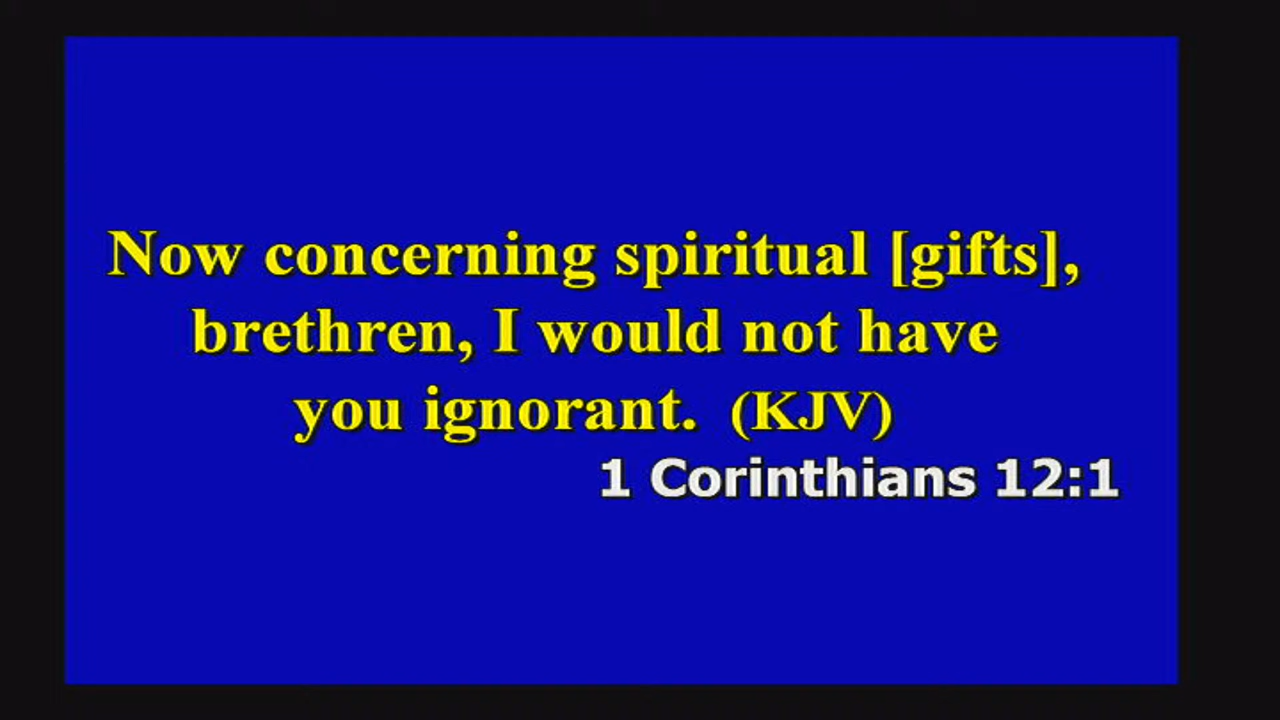 Now concerning spiritual [gifts],
brethren, I would not have
you ignorant. (KJV)
1 Corinthians 12:1